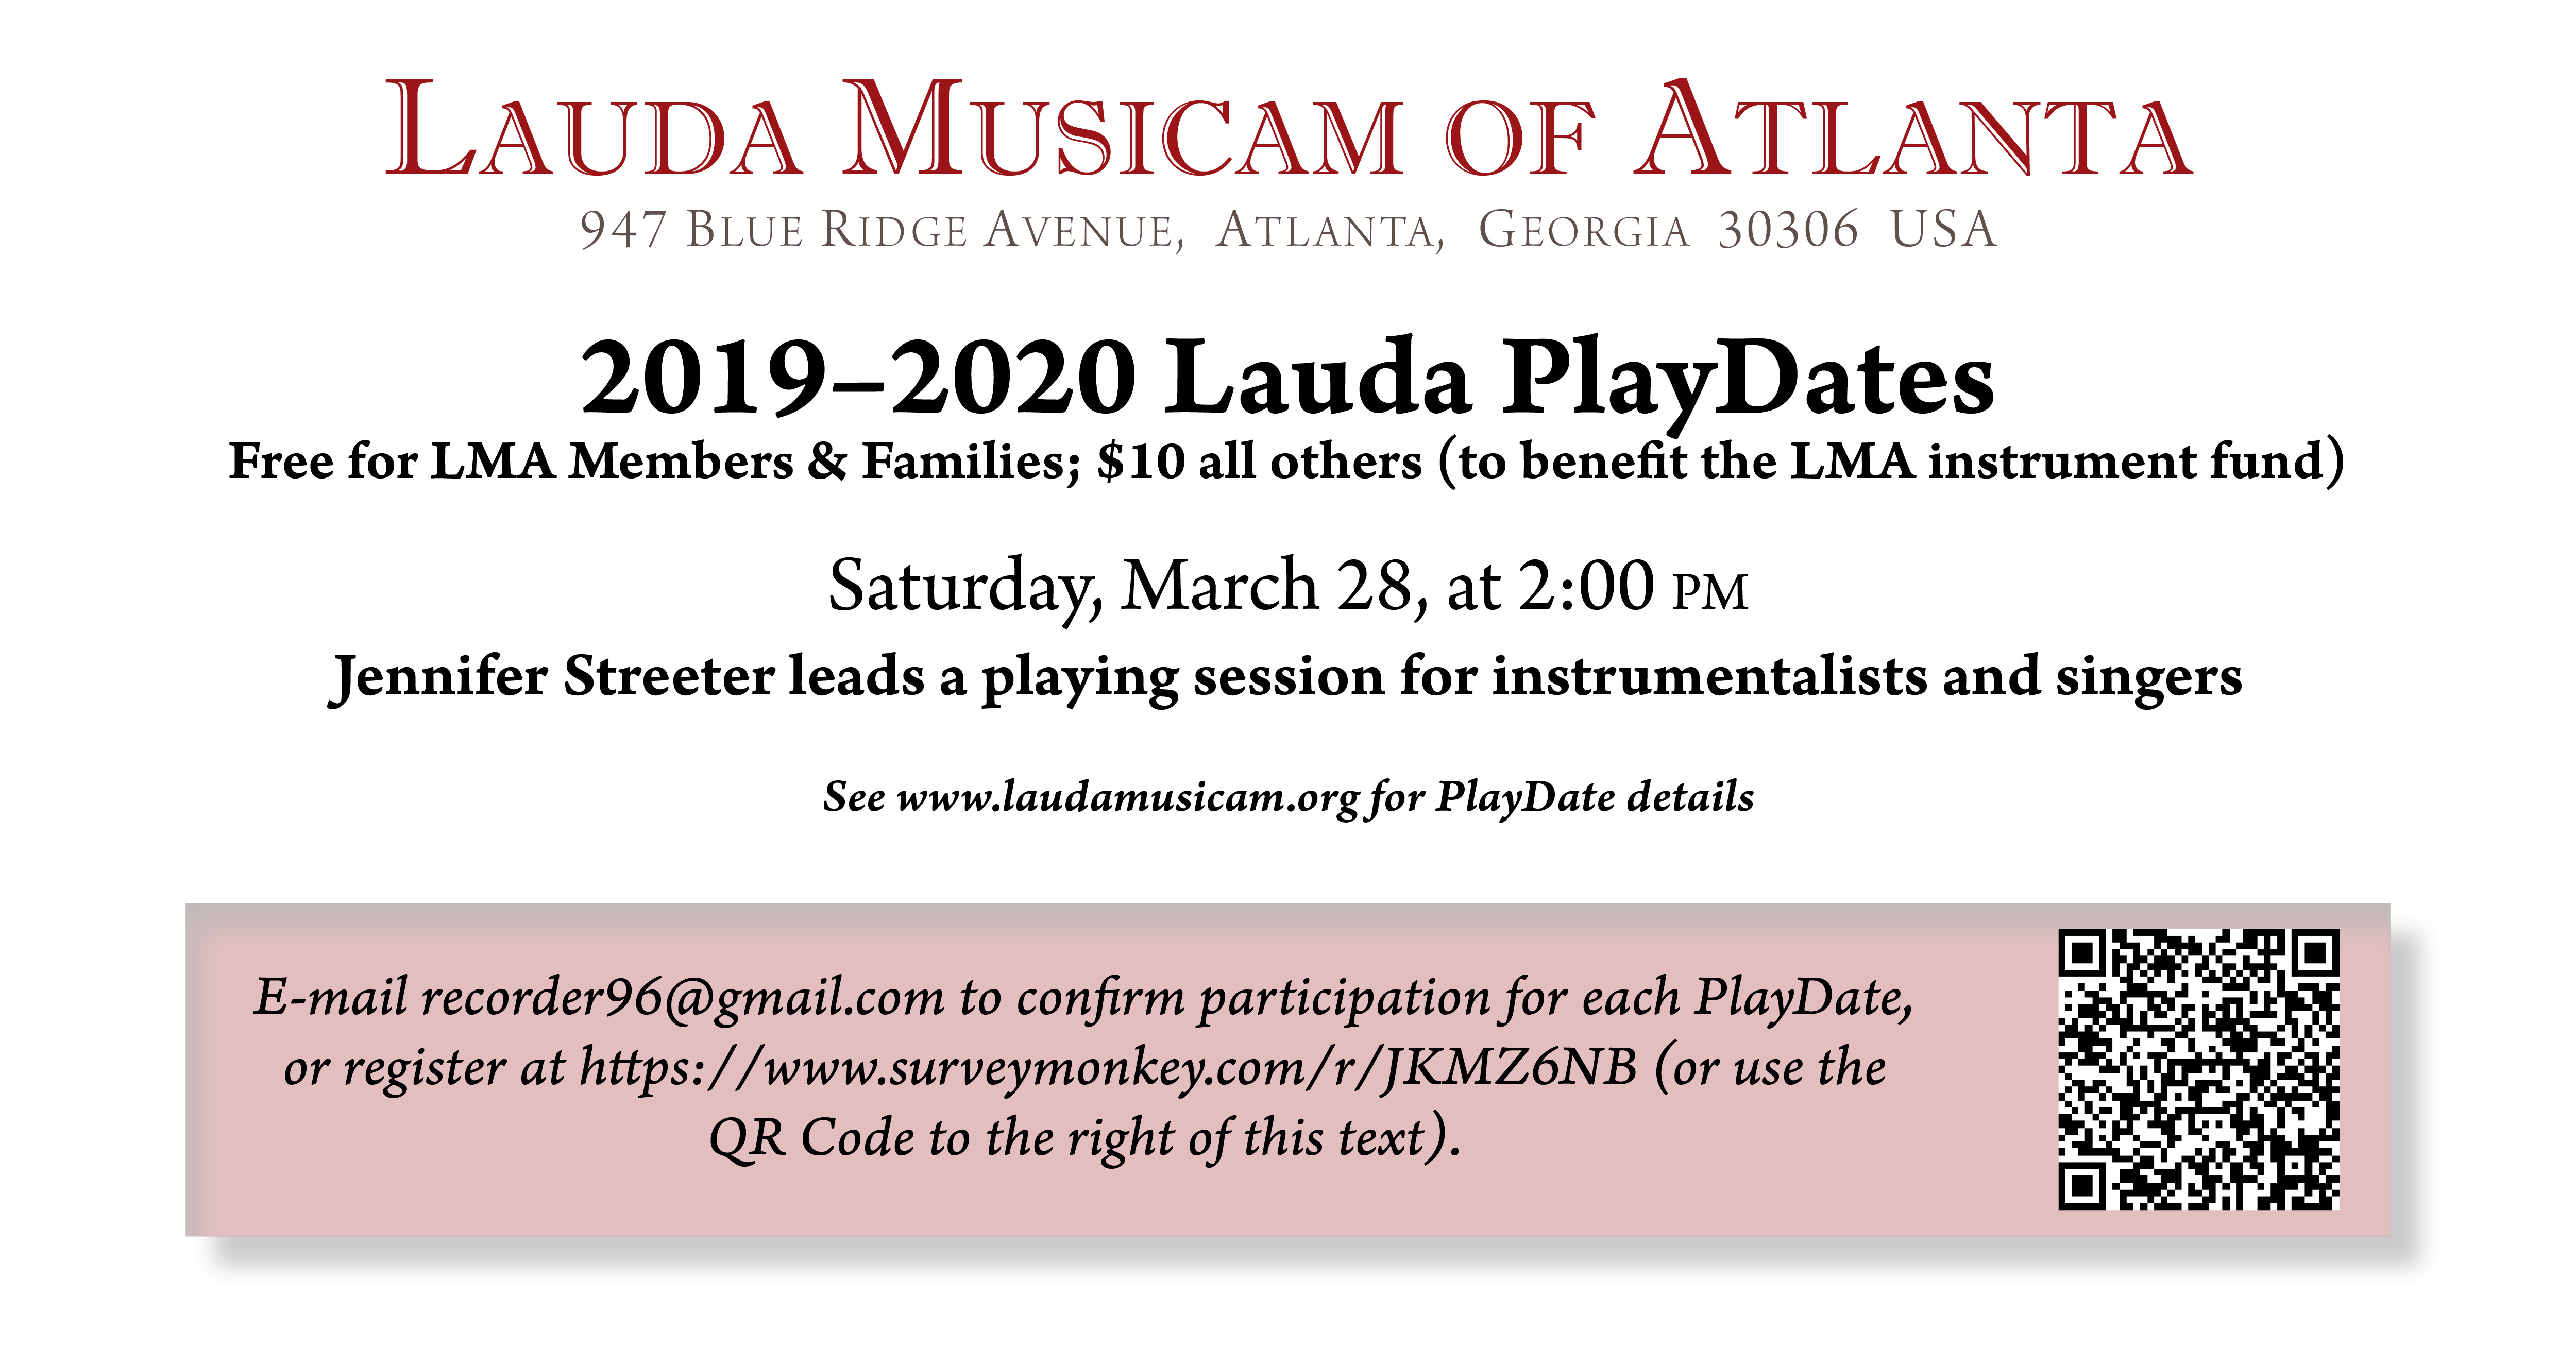 Lauda Musicam of Atlanta
947 Blue Ridge Avenue, Atlanta, Georgia 30306 USA
2019–2020 Lauda PlayDates
Free for LMA Members & Families; $10 all others (to benefit the LMA instrument fund)
Saturday, March 28, at 2:00 PM
Jennifer Streeter leads a playing session for instrumentalists and singers
See www.laudamusicam.org for PlayDate details
E-mail recorder96@gmail.com to confirm participation for each PlayDate,
or register at https://www.surveymonkey.com/r/JKMZ6NB (or use the
QR Code to the right of this text).